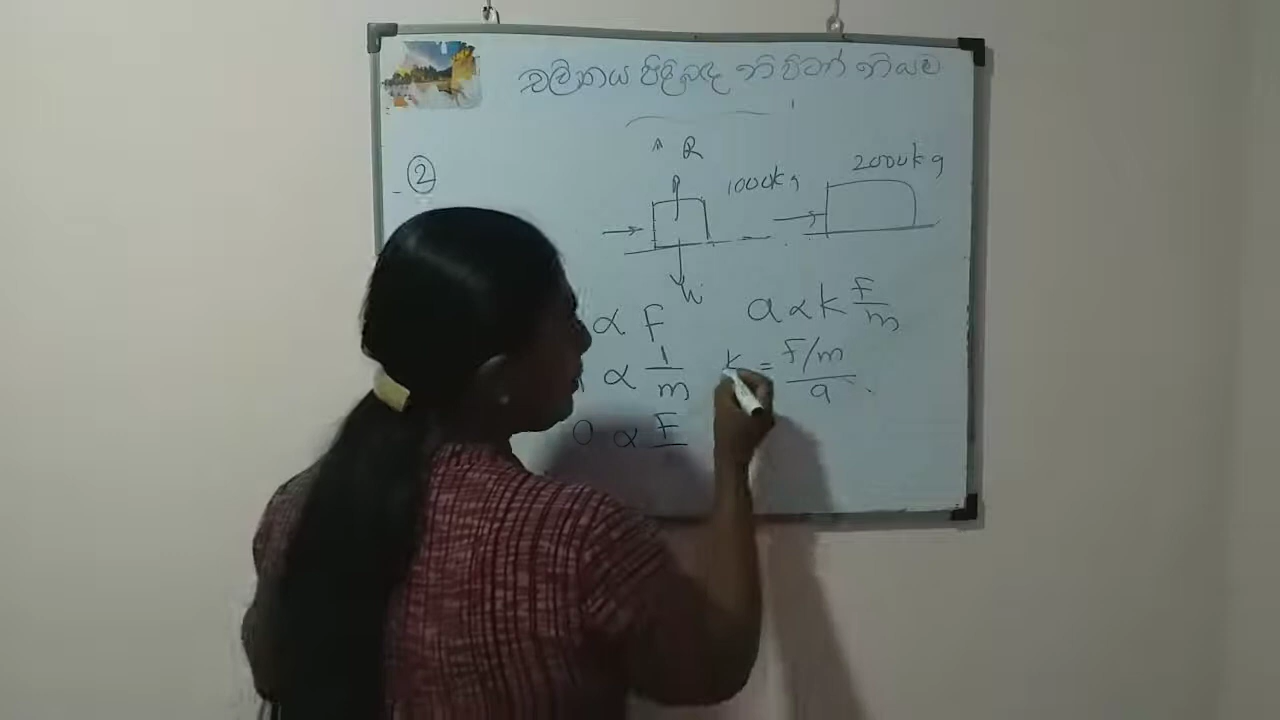 චලිතය පිළිබඳ නිව්ටන් නියම
②
R
1000kg
2000kg
W
α F
a α k F/m
α 1/m
k = F/m / a
a α F